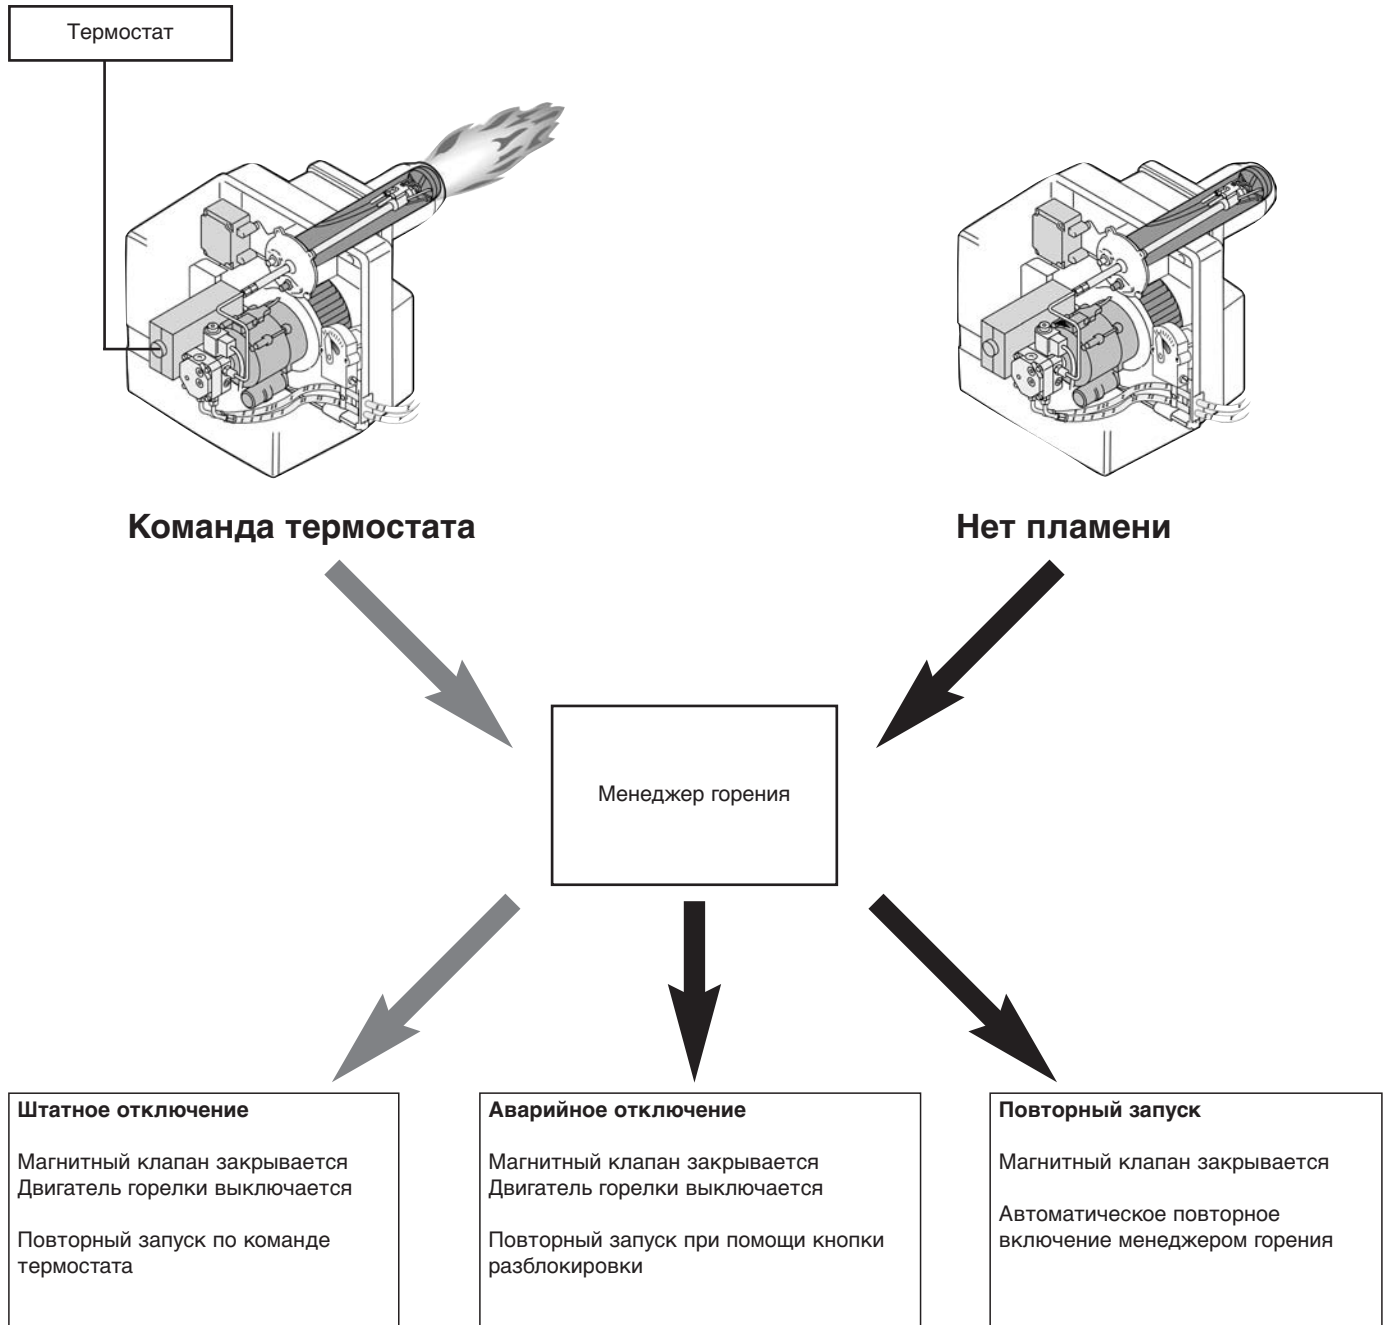 Термостат
Команда термостата
Нет пламени
Менеджер горения
Штатное отключение
Магнитный клапан закрывается
Двигатель горелки выключается
Повторный запуск по команде
термостата
Аварийное отключение
Магнитный клапан закрывается
Двигатель горелки выключается
Повторный запуск при помощи кнопки
разблокировки
Повторный запуск
Магнитный клапан закрывается
Автоматическое повторное
включение менеджером горения